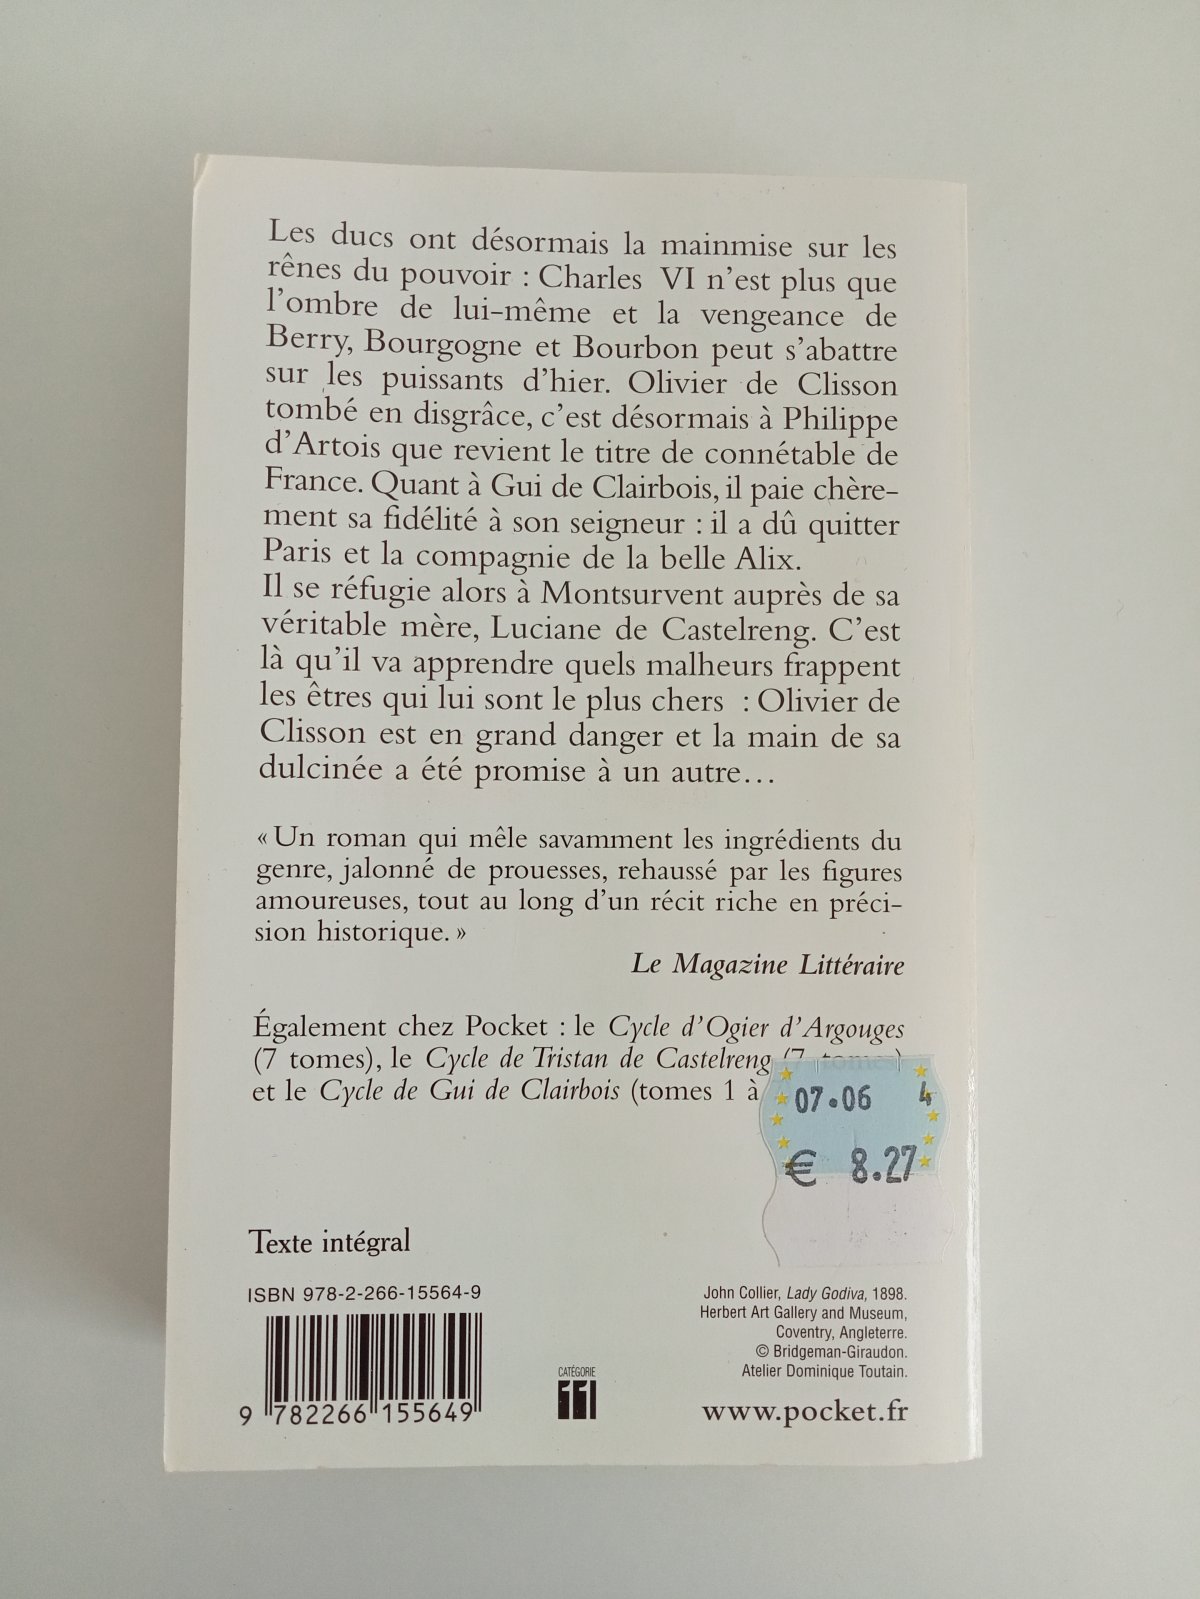 Les ducs ont désormais la mainmise sur les
rênes du pouvoir : Charles VI n'est plus que
l'ombre de lui-même et la vengeance de
Berry, Bourgogne et Bourbon peut s'abattre
sur les puissants d'hier. Olivier de Clisson
tombé en disgrâce, c'est désormais à Philippe
d'Artois que revient le titre de connétable de
France. Quant à Gui de Clairbois, il paie chère-
ment sa fidélité à son seigneur : il a dû quitter
Paris et la compagnie de la belle Alix.
Il se réfugie alors à Montsurvent auprès de sa
véritable mère, Luciane de Castelreng. C'est
là qu'il va apprendre quels malheurs frappent
les êtres qui lui sont le plus chers : Olivier de
Clisson est en grand danger et la main de sa
dulcinée a été promise à un autre...
« Un roman qui mêle savamment les ingrédients du
genre, jalonné de prouesses, rehaussé par les figures
amoureuses, tout au long d'un récit riche en préci-
sion historique. »
Le Magazine Littéraire
Également chez Pocket : le Cycle d'Ogier d'Argouges
(7 tomes), le Cycle de Tristan de Castelreng (7 tomes)
et le Cycle de Gui de Clairbois (tomes 1 à
07.06 4
€ 8.27
Texte intégral
ISBN 978-2-266-15564-9
9 782266 155649
CATÉGORIE
11
John Collier, Lady Godiva, 1898.
Herbert Art Gallery and Museum,
Coventry, Angleterre.
© Bridgeman-Giraudon.
Atelier Dominique Toutain.
www.pocket.fr